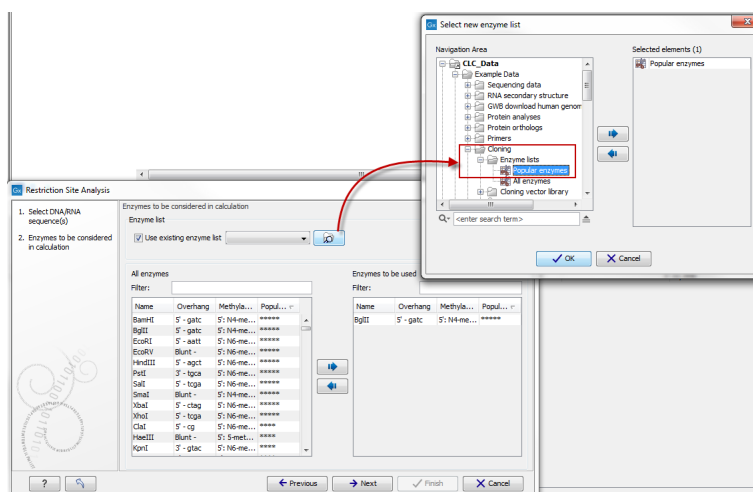 Select new enzyme list
Navigation Area
CLC_Data
Example Data
Sequencing data
RNA secondary structure
GWB download human genom
Protein analyses
Protein orthologs
Primers
Cloning
Enzyme lists
Popular enzymes
All enzymes
Cloning vector library
<enter search term>
Selected elements (1)
Popular enzymes
OK
Cancel
Restriction Site Analysis
1. Select DNA/RNA
sequence(s)
2. Enzymes to be considered
in calculation
Enzymes to be considered in calculation
Enzyme list
Use existing enzyme list
All enzymes
Filter:
Name Overhang Methyla... Popul...
BamHI 5' - gatc 5': N4-me... *****
BglII 5' - gatc 5': N4-me... *****
EcoRI 5' - aatt 5': N6-me... *****
EcoRV Blunt - 5': N6-me... *****
HindIII 5' - agct 5': N6-me... *****
PstI 3' - tgca 5': N6-me... *****
SalI 5' - tcga 5': N6-me... *****
SmaI Blunt - 5': N4-me... *****
XbaI 5' - ctag 5': N6-me... *****
XhoI 5' - tcga 5': N6-me... *****
ClaI 5' - cg 5': N6-me... ****
HaeIII Blunt - 5': 5-met... ****
KpnI 3' - gtac 5': N6-me... ****
Enzymes to be used
Filter:
Name Overhang Methyla... Popul...
BglII 5' - gatc 5': N4-me... *****
?
Previous
Next
Finish
Cancel